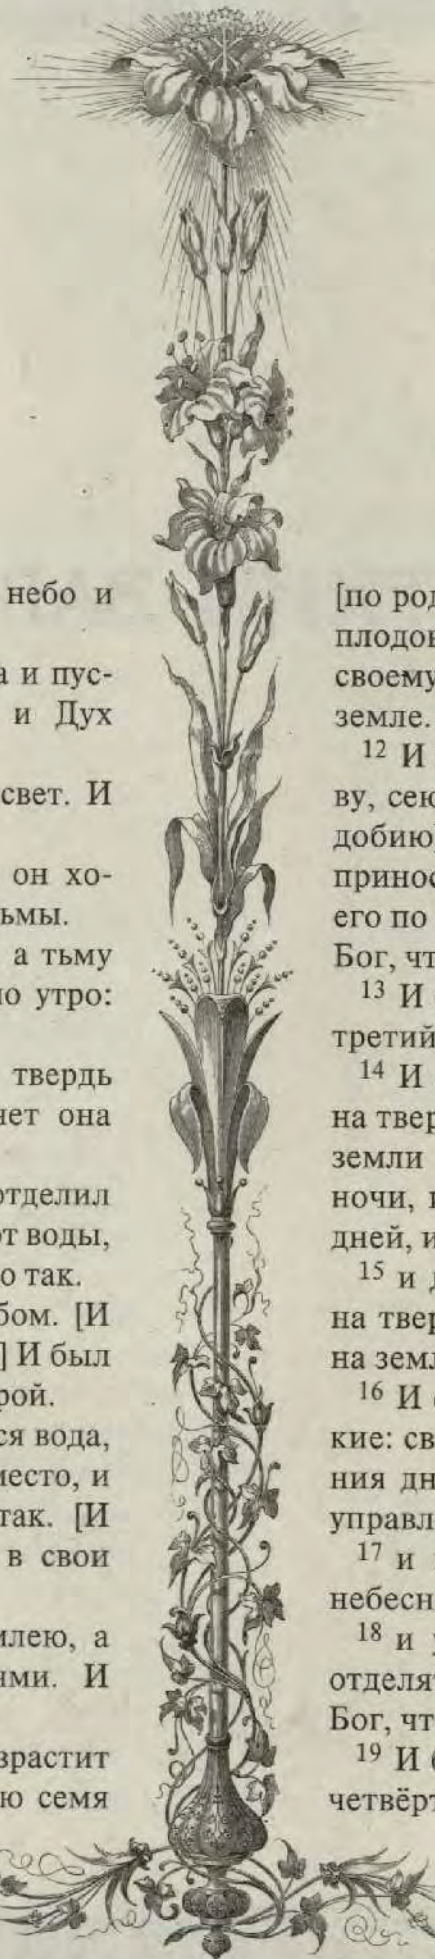 небо и
а и пус-
и Дух
свет. И
он хо-
ьмы.
а тьму
ло утро:
твердь
нет она
отделил
от воды,
о так.
бом. [И
] И был
рой.
ся вода,
место, и
так. [И
в свои
илею, а
ями. И
зрастит
ю семя
[по род
плодов
своему
земле.
12 И
ву, сею
добию,
принос
его по
Бог, чт
13 И
третий
14 И
на твер
земли
ночи, и
дней, и
15 и д
на твер
на земл
16 И с
кие: св
ния дн
управл
17 и
небесн
18 и у
отделят
Бог, чт
19 И б
четвёрт